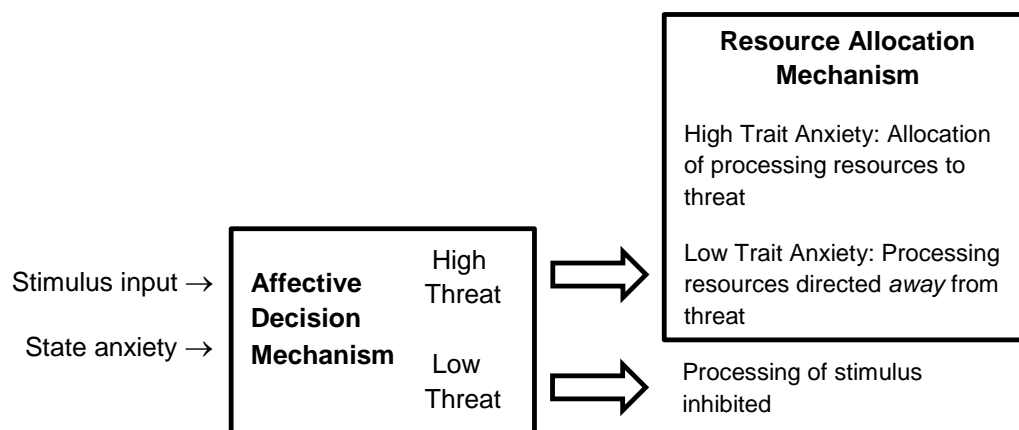 Resource Allocation
Mechanism
High Trait Anxiety: Allocation
of processing resources to
threat
Low Trait Anxiety: Processing
resources directed away from
threat
Stimulus input →
State anxiety →
Affective
Decision
Mechanism
High
Threat
Low
Threat
Processing of stimulus
inhibited